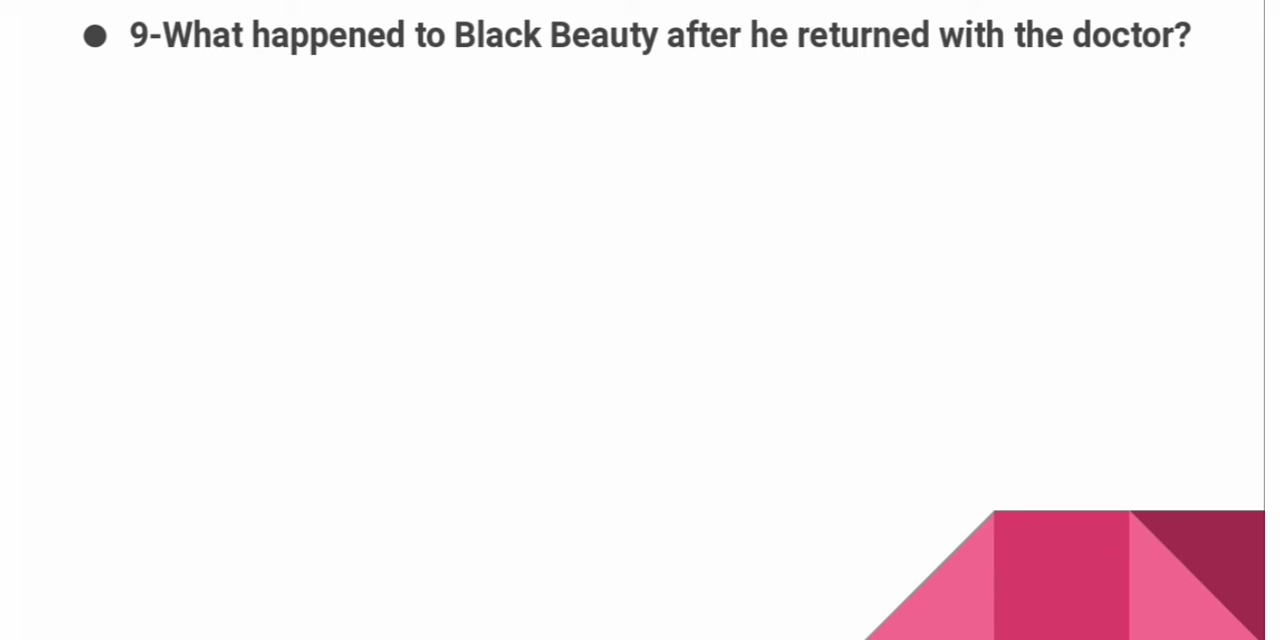 ● 9-What happened to Black Beauty after he returned with the doctor?